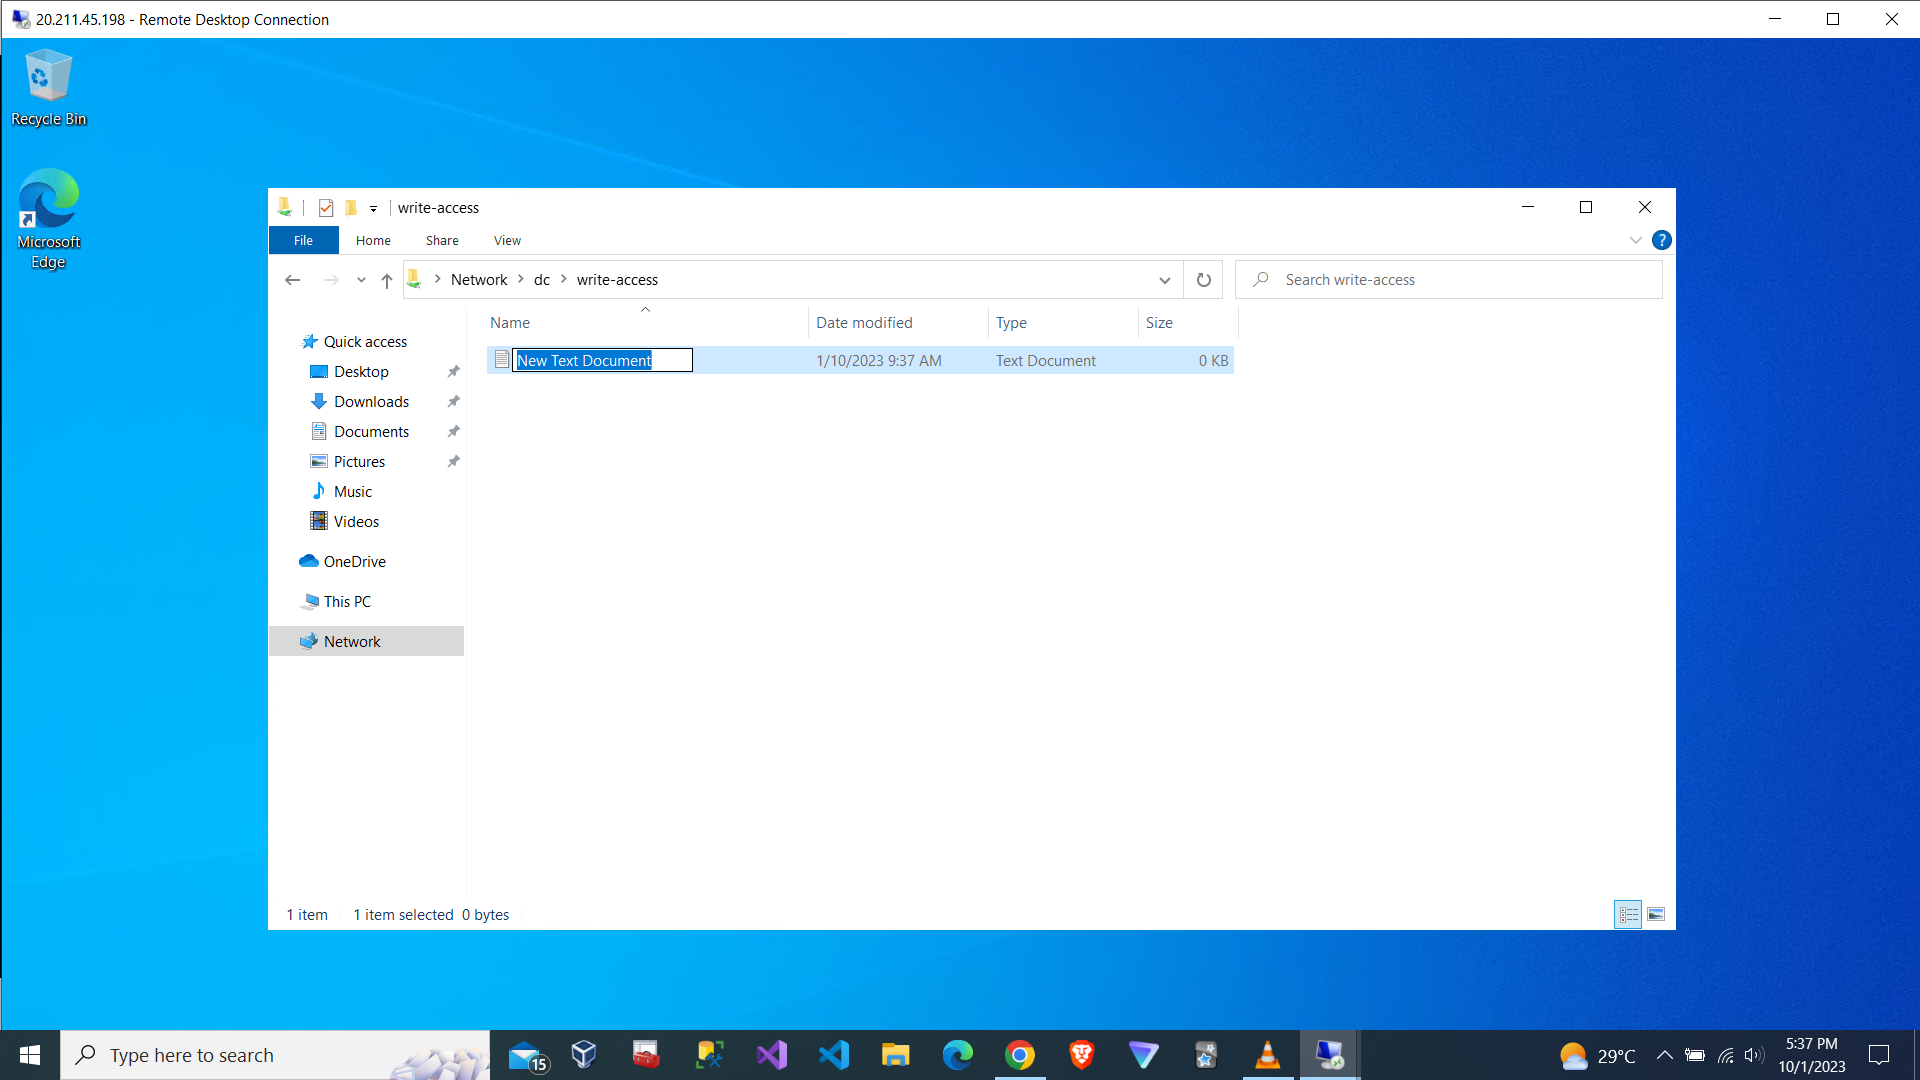 20.211.45.198 - Remote Desktop Connection
Recycle Bin
Microsoft
Edge
write-access
File Home Share View
Network > dc > write-access
Search write-access
Name Date modified Type Size
New Text Document 1/10/2023 9:37 AM Text Document 0 KB
Quick access
Desktop
Downloads
Documents
Pictures
Music
Videos
OneDrive
This PC
Network
1 item 1 item selected 0 bytes
Type here to search
15
29°C
5:37 PM
10/1/2023